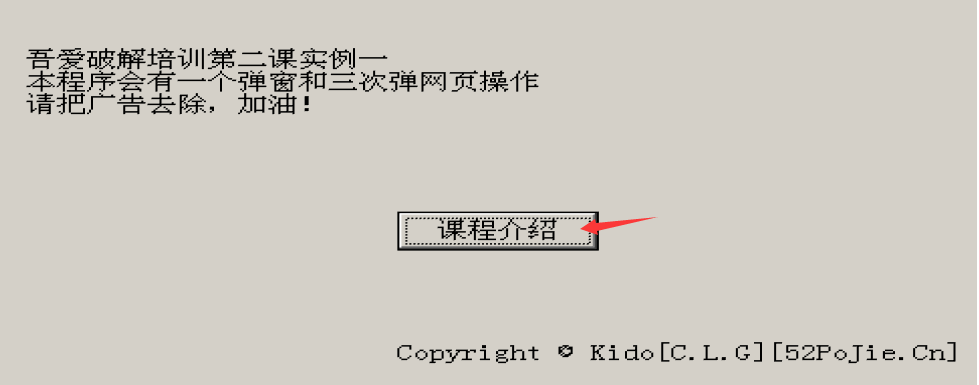 吾爱破解培训第二课实例一
本程序会有一个弹窗和三次弹网页操作
请把广告去除，加油!
课程介绍
Copyright © Kido[C.L.G][52PoJie.Cn]